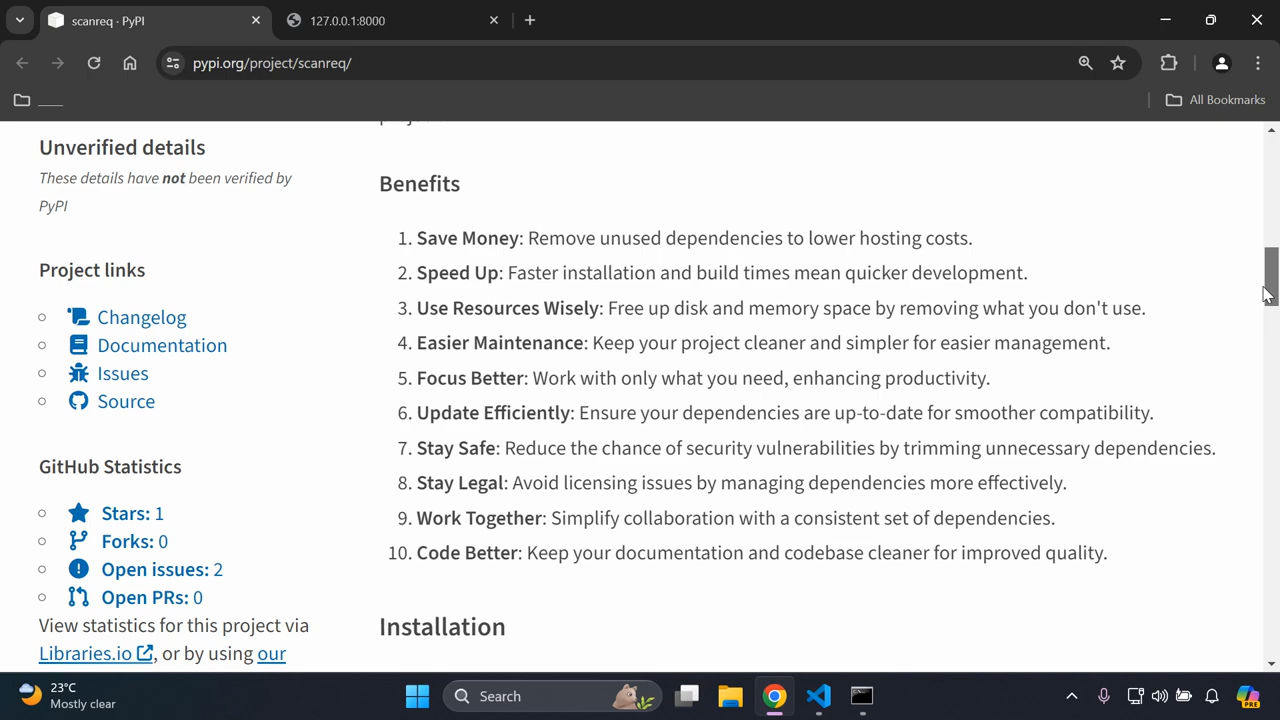 scanreq · PyPI
127.0.0.1:8000
pypi.org/project/scanreq/
All Bookmarks
Unverified details
These details have not been verified by
PyPI
Project links
Changelog
Documentation
Issues
Source
GitHub Statistics
Stars: 1
Forks: 0
Open issues: 2
Open PRs: 0
View statistics for this project via
Libraries.io, or by using our
Benefits
1. Save Money: Remove unused dependencies to lower hosting costs.
2. Speed Up: Faster installation and build times mean quicker development.
3. Use Resources Wisely: Free up disk and memory space by removing what you don't use.
4. Easier Maintenance: Keep your project cleaner and simpler for easier management.
5. Focus Better: Work with only what you need, enhancing productivity.
6. Update Efficiently: Ensure your dependencies are up-to-date for smoother compatibility.
7. Stay Safe: Reduce the chance of security vulnerabilities by trimming unnecessary dependencies.
8. Stay Legal: Avoid licensing issues by managing dependencies more effectively.
9. Work Together: Simplify collaboration with a consistent set of dependencies.
10. Code Better: Keep your documentation and codebase cleaner for improved quality.
Installation
23°C
Mostly clear
Search
PRE